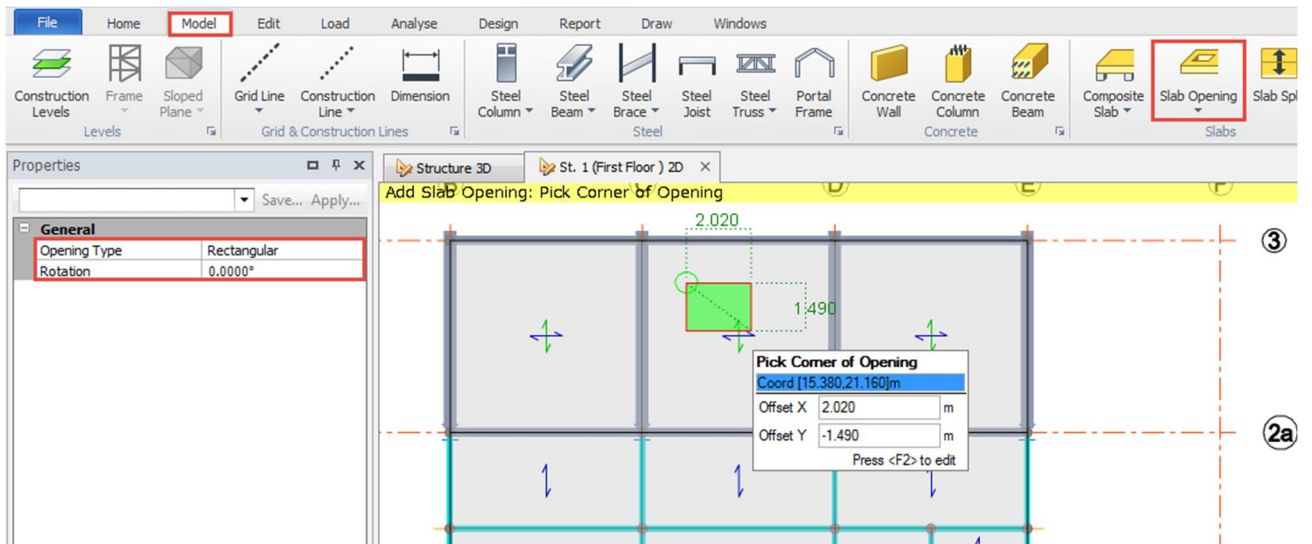 File Home Model Edit Load Analyse Design Report Draw Windows
Construction Levels
Frame
Sloped Plane
Grid Line
Construction Line
Dimension
Steel Column
Steel Beam
Steel Brace
Steel Joist
Steel Truss
Portal Frame
Concrete Wall
Concrete Column
Concrete Beam
Composite Slab
Slab Opening
Slab Spl
Levels Grid & Construction Lines Steel Concrete Slabs
Properties
Save... Apply...
General
Opening Type Rectangular
Rotation 0.0000°
Structure 3D St. 1 (First Floor ) 2D
Add Slab Opening: Pick Corner of Opening
B C D E F
2.020
3
1.490
Pick Corner of Opening
Coord [15.380,21.160]m
Offset X 2.020 m
Offset Y -1.490 m
Press <F2> to edit
2a